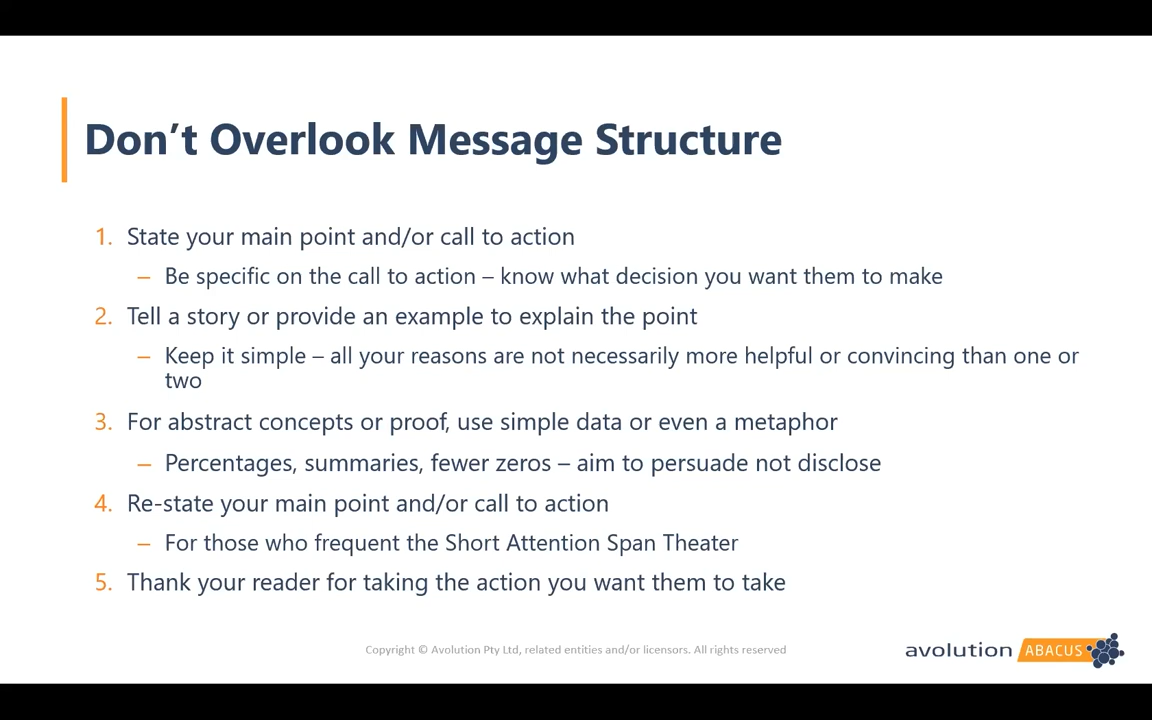 Don’t Overlook Message Structure
1. State your main point and/or call to action
– Be specific on the call to action – know what decision you want them to make
2. Tell a story or provide an example to explain the point
– Keep it simple – all your reasons are not necessarily more helpful or convincing than one or
two
3. For abstract concepts or proof, use simple data or even a metaphor
– Percentages, summaries, fewer zeros – aim to persuade not disclose
4. Re-state your main point and/or call to action
– For those who frequent the Short Attention Span Theater
5. Thank your reader for taking the action you want them to take
Copyright © Avolution Pty Ltd, related entities and/or licensors. All rights reserved
avolution ABACUS